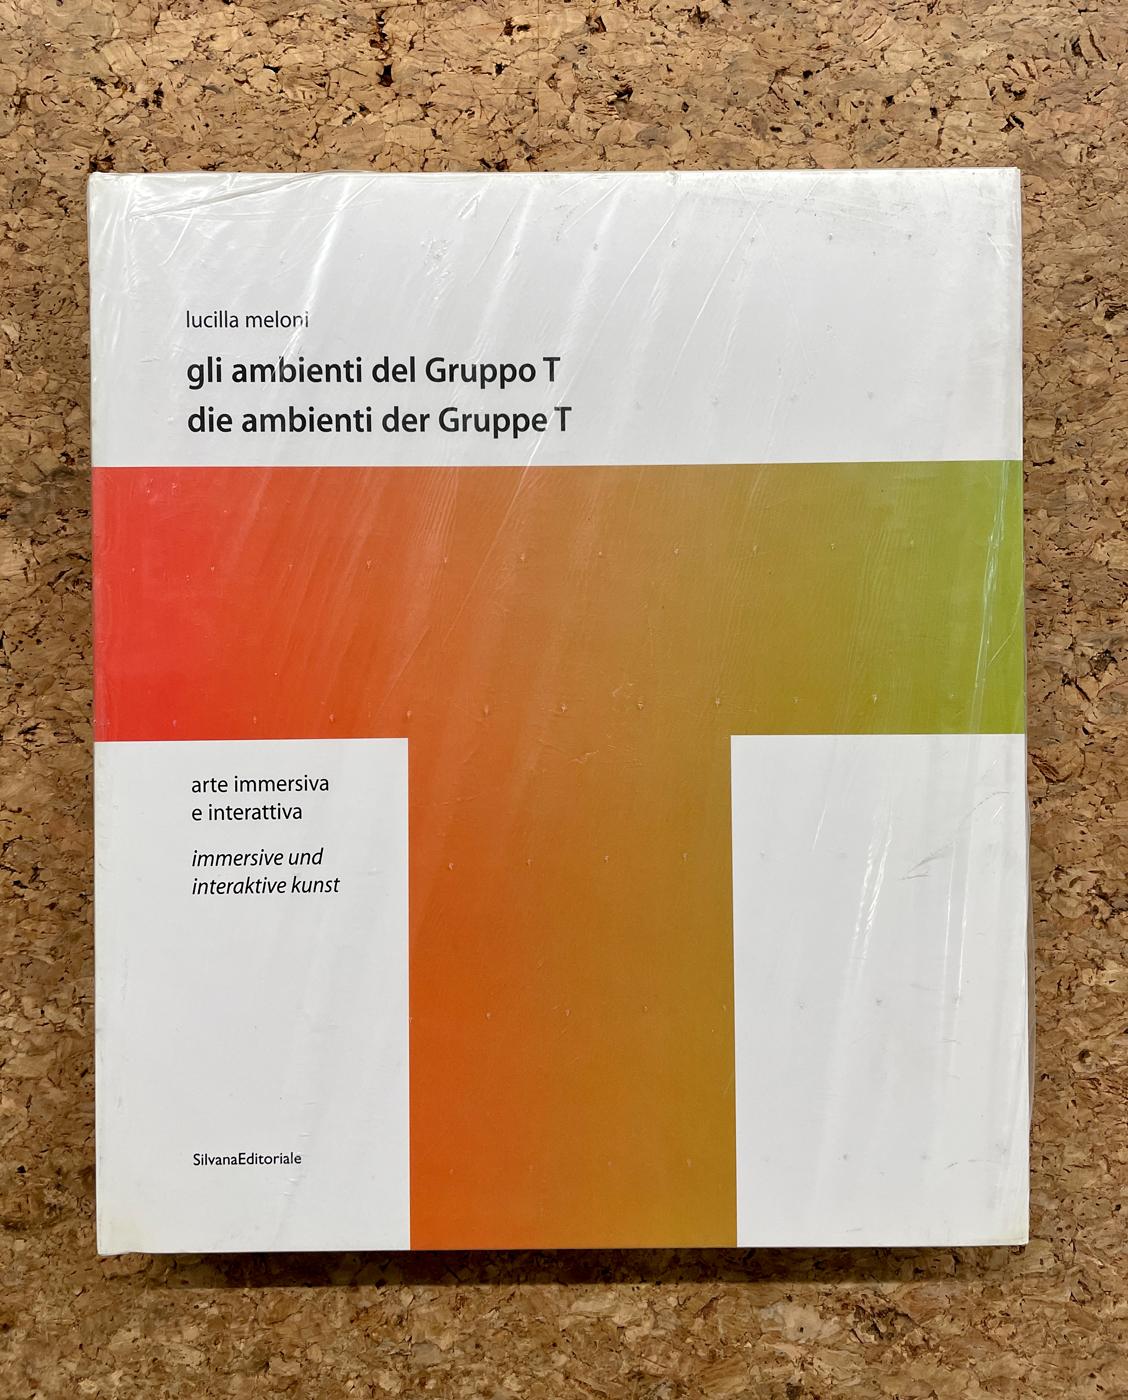 lucilla meloni
gli ambienti del Gruppo T
die ambienti der Gruppe T
arte immersiva
e interattiva
immersive und
interaktive kunst
SilvanaEditoriale